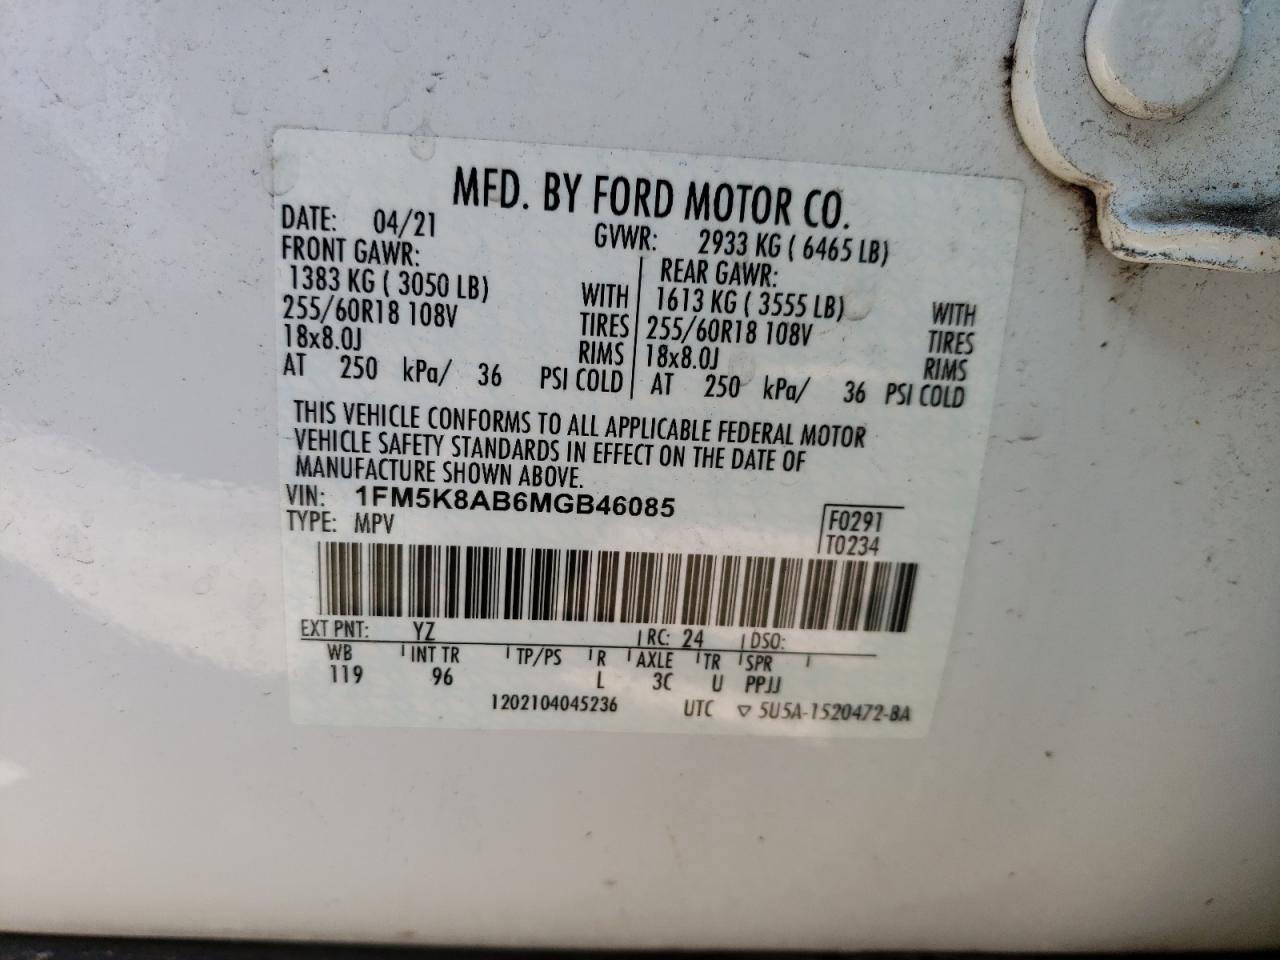 MFD. BY FORD MOTOR CO.
DATE: 04/21 GVWR: 2933 KG ( 6465 LB)
FRONT GAWR: REAR GAWR:
1383 KG ( 3050 LB) WITH 1613 KG ( 3555 LB) WITH
255/60R18 108V TIRES 255/60R18 108V TIRES
18x8.0J RIMS 18x8.0J RIMS
AT 250 kPa/ 36 PSI COLD AT 250 kPa/ 36 PSI COLD
THIS VEHICLE CONFORMS TO ALL APPLICABLE FEDERAL MOTOR
VEHICLE SAFETY STANDARDS IN EFFECT ON THE DATE OF
MANUFACTURE SHOWN ABOVE.
VIN: 1FM5K8AB6MGB46085
TYPE: MPV
F0291
T0234
EXT PNT: YZ RC: 24 DSO:
WB INT TR TP/PS R AXLE TR SPR
119 96 L 3C U PPJJ
1202104045236 UTC ▽ 5U5A-1520472-BA